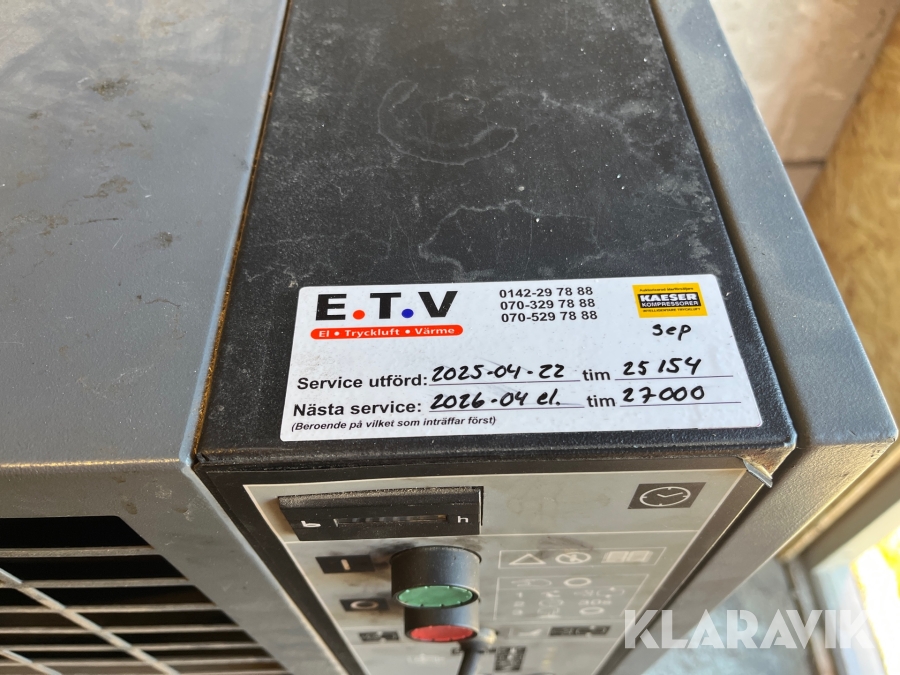 E.T.V
El • Tryckluft • Värme
0142-29 78 88
070-329 78 88
070-529 78 88
KAESER
KOMPRESSORER
Sep
Service utförd: 2025-04-22 tim 25154
Nästa service: 2026-04 el. tim 27000
(Beroende på vilket som inträffar först)
h
KLARAVIK